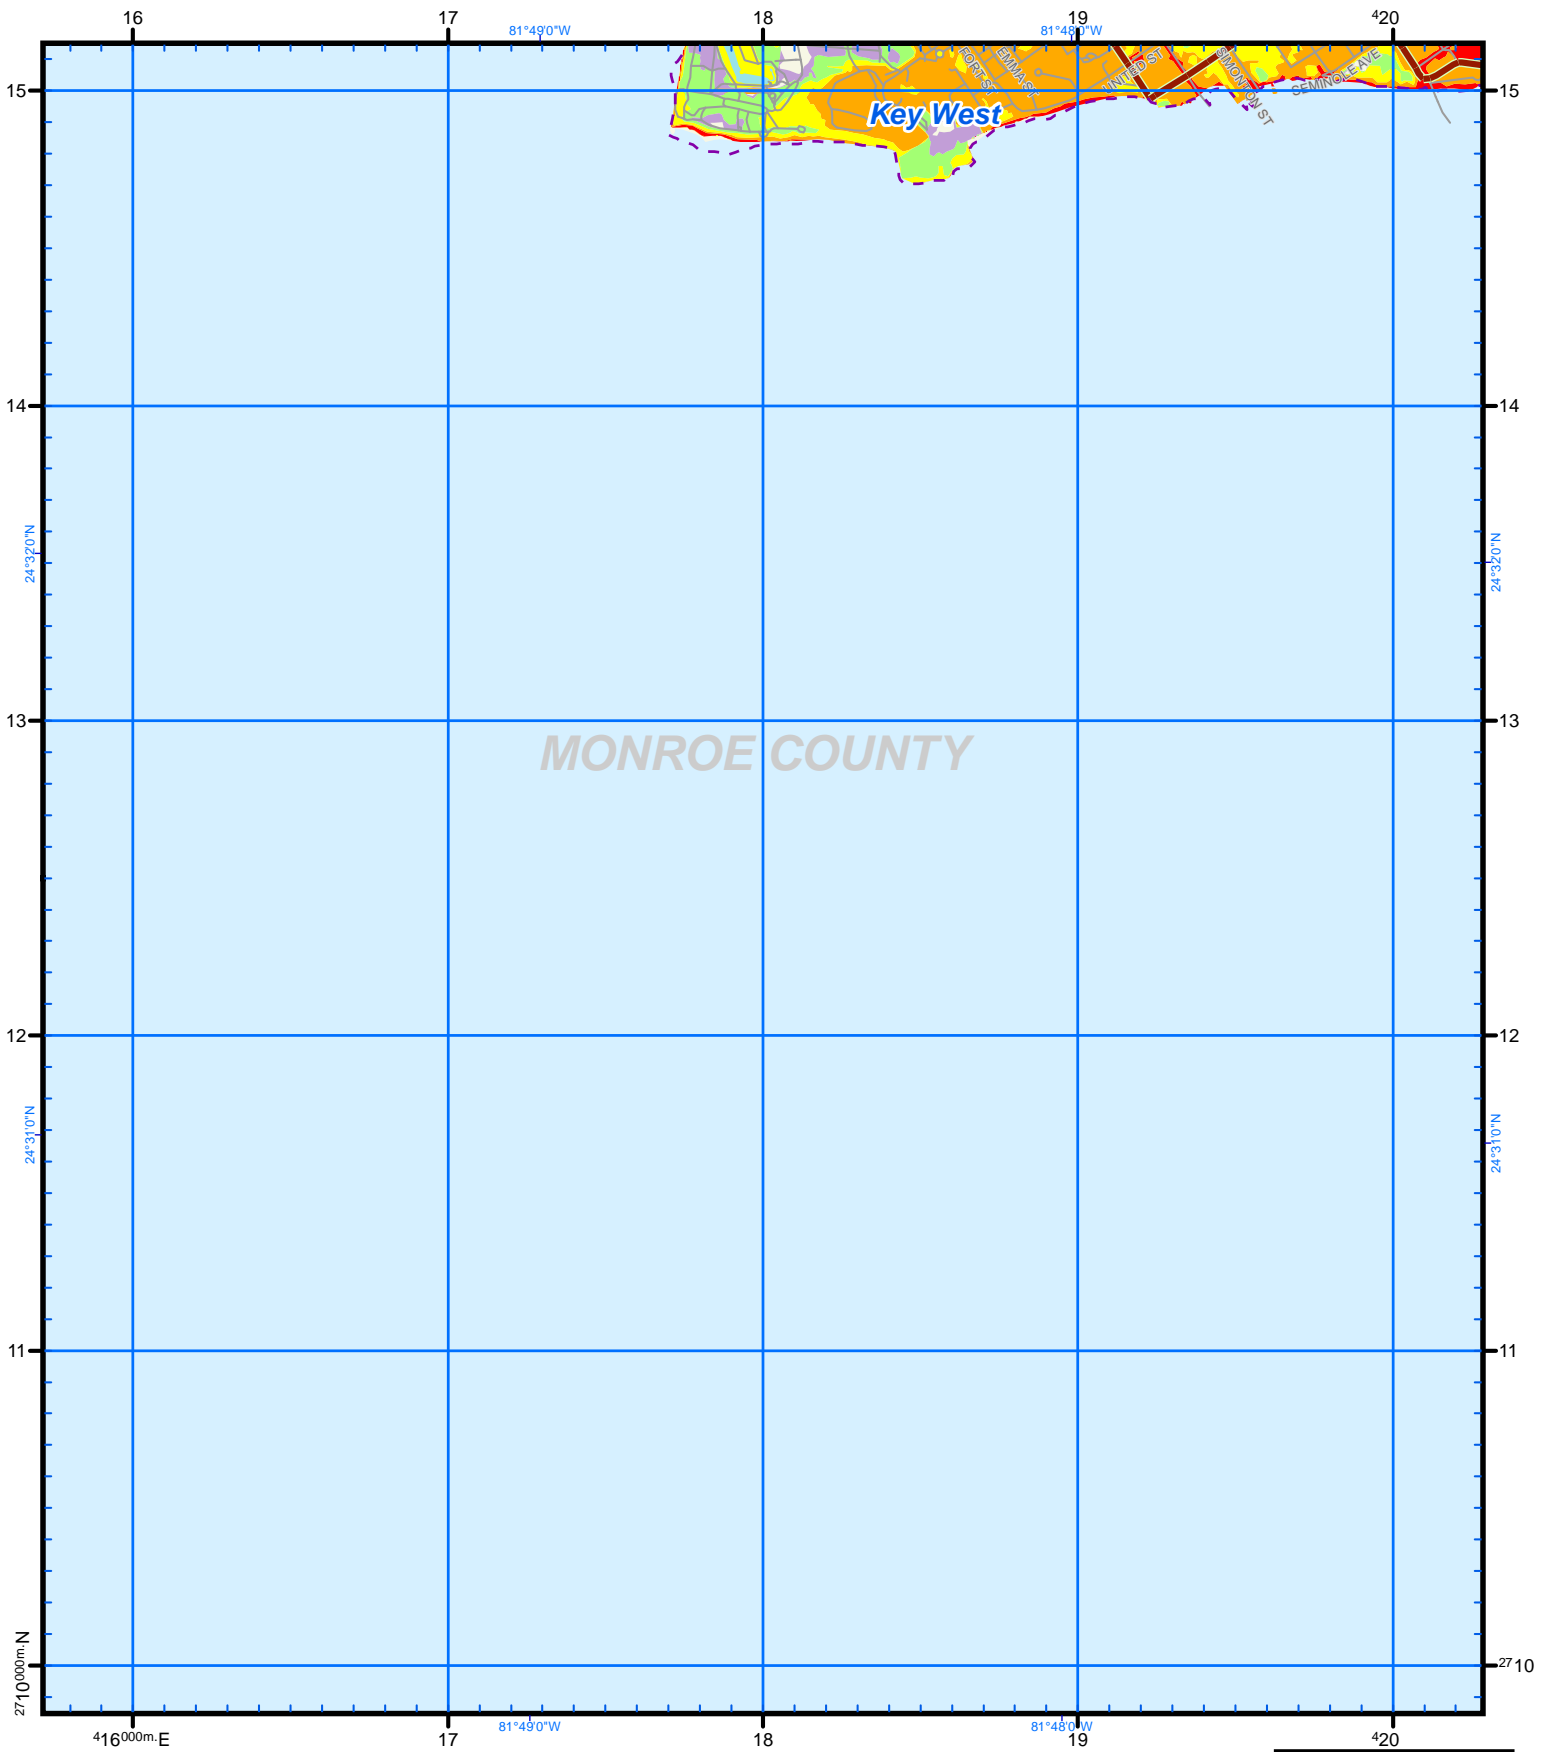 16 17 18 19 ⁴20
81°49'0"W 81°48'0"W
FORT ST
EMMA ST
UNITED ST
SIMONTON ST
SEMINOLE AVE
15 15
Key West
14 14
24°32'0"N 24°32'0"N
13 13
MONROE COUNTY
12 12
24°31'0"N 24°31'0"N
11 11
²⁷10⁰⁰⁰ᵐ·N ²⁷10
81°49'0"W 81°48'0"W
⁴16⁰⁰⁰ᵐ·E 17 18 19 ⁴20